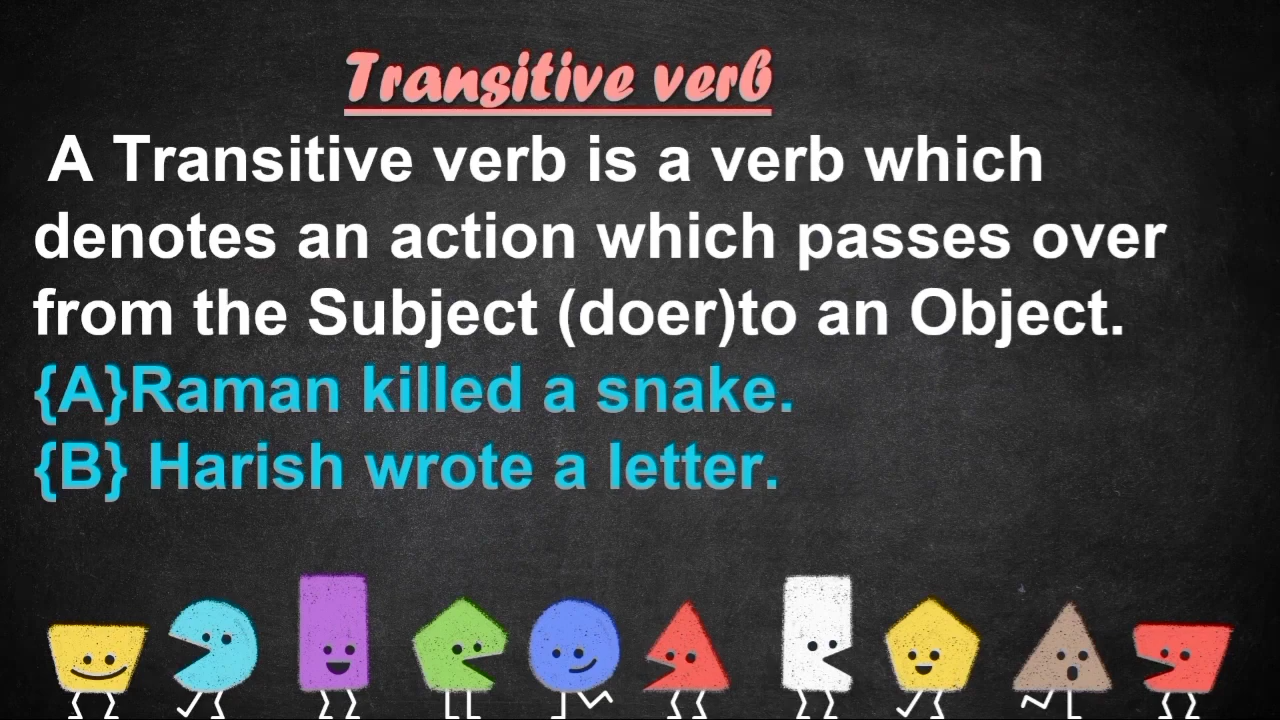 Transitive verb
A Transitive verb is a verb which
denotes an action which passes over
from the Subject (doer)to an Object.
{A}Raman killed a snake.
{B} Harish wrote a letter.